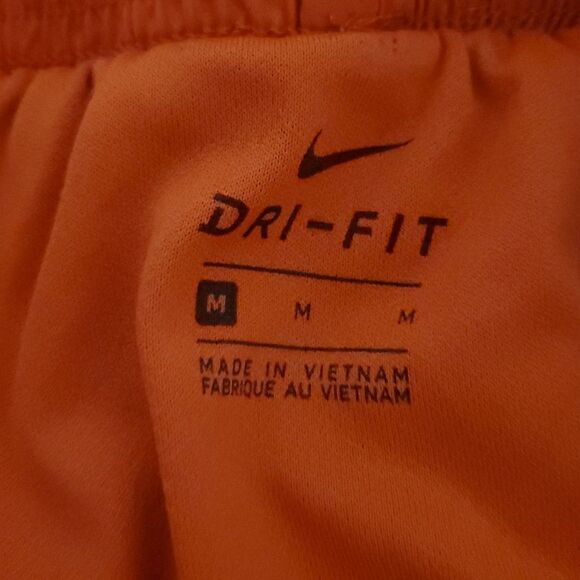 DRI-FIT
M M M
MADE IN VIETNAM
FABRIQUE AU VIETNAM